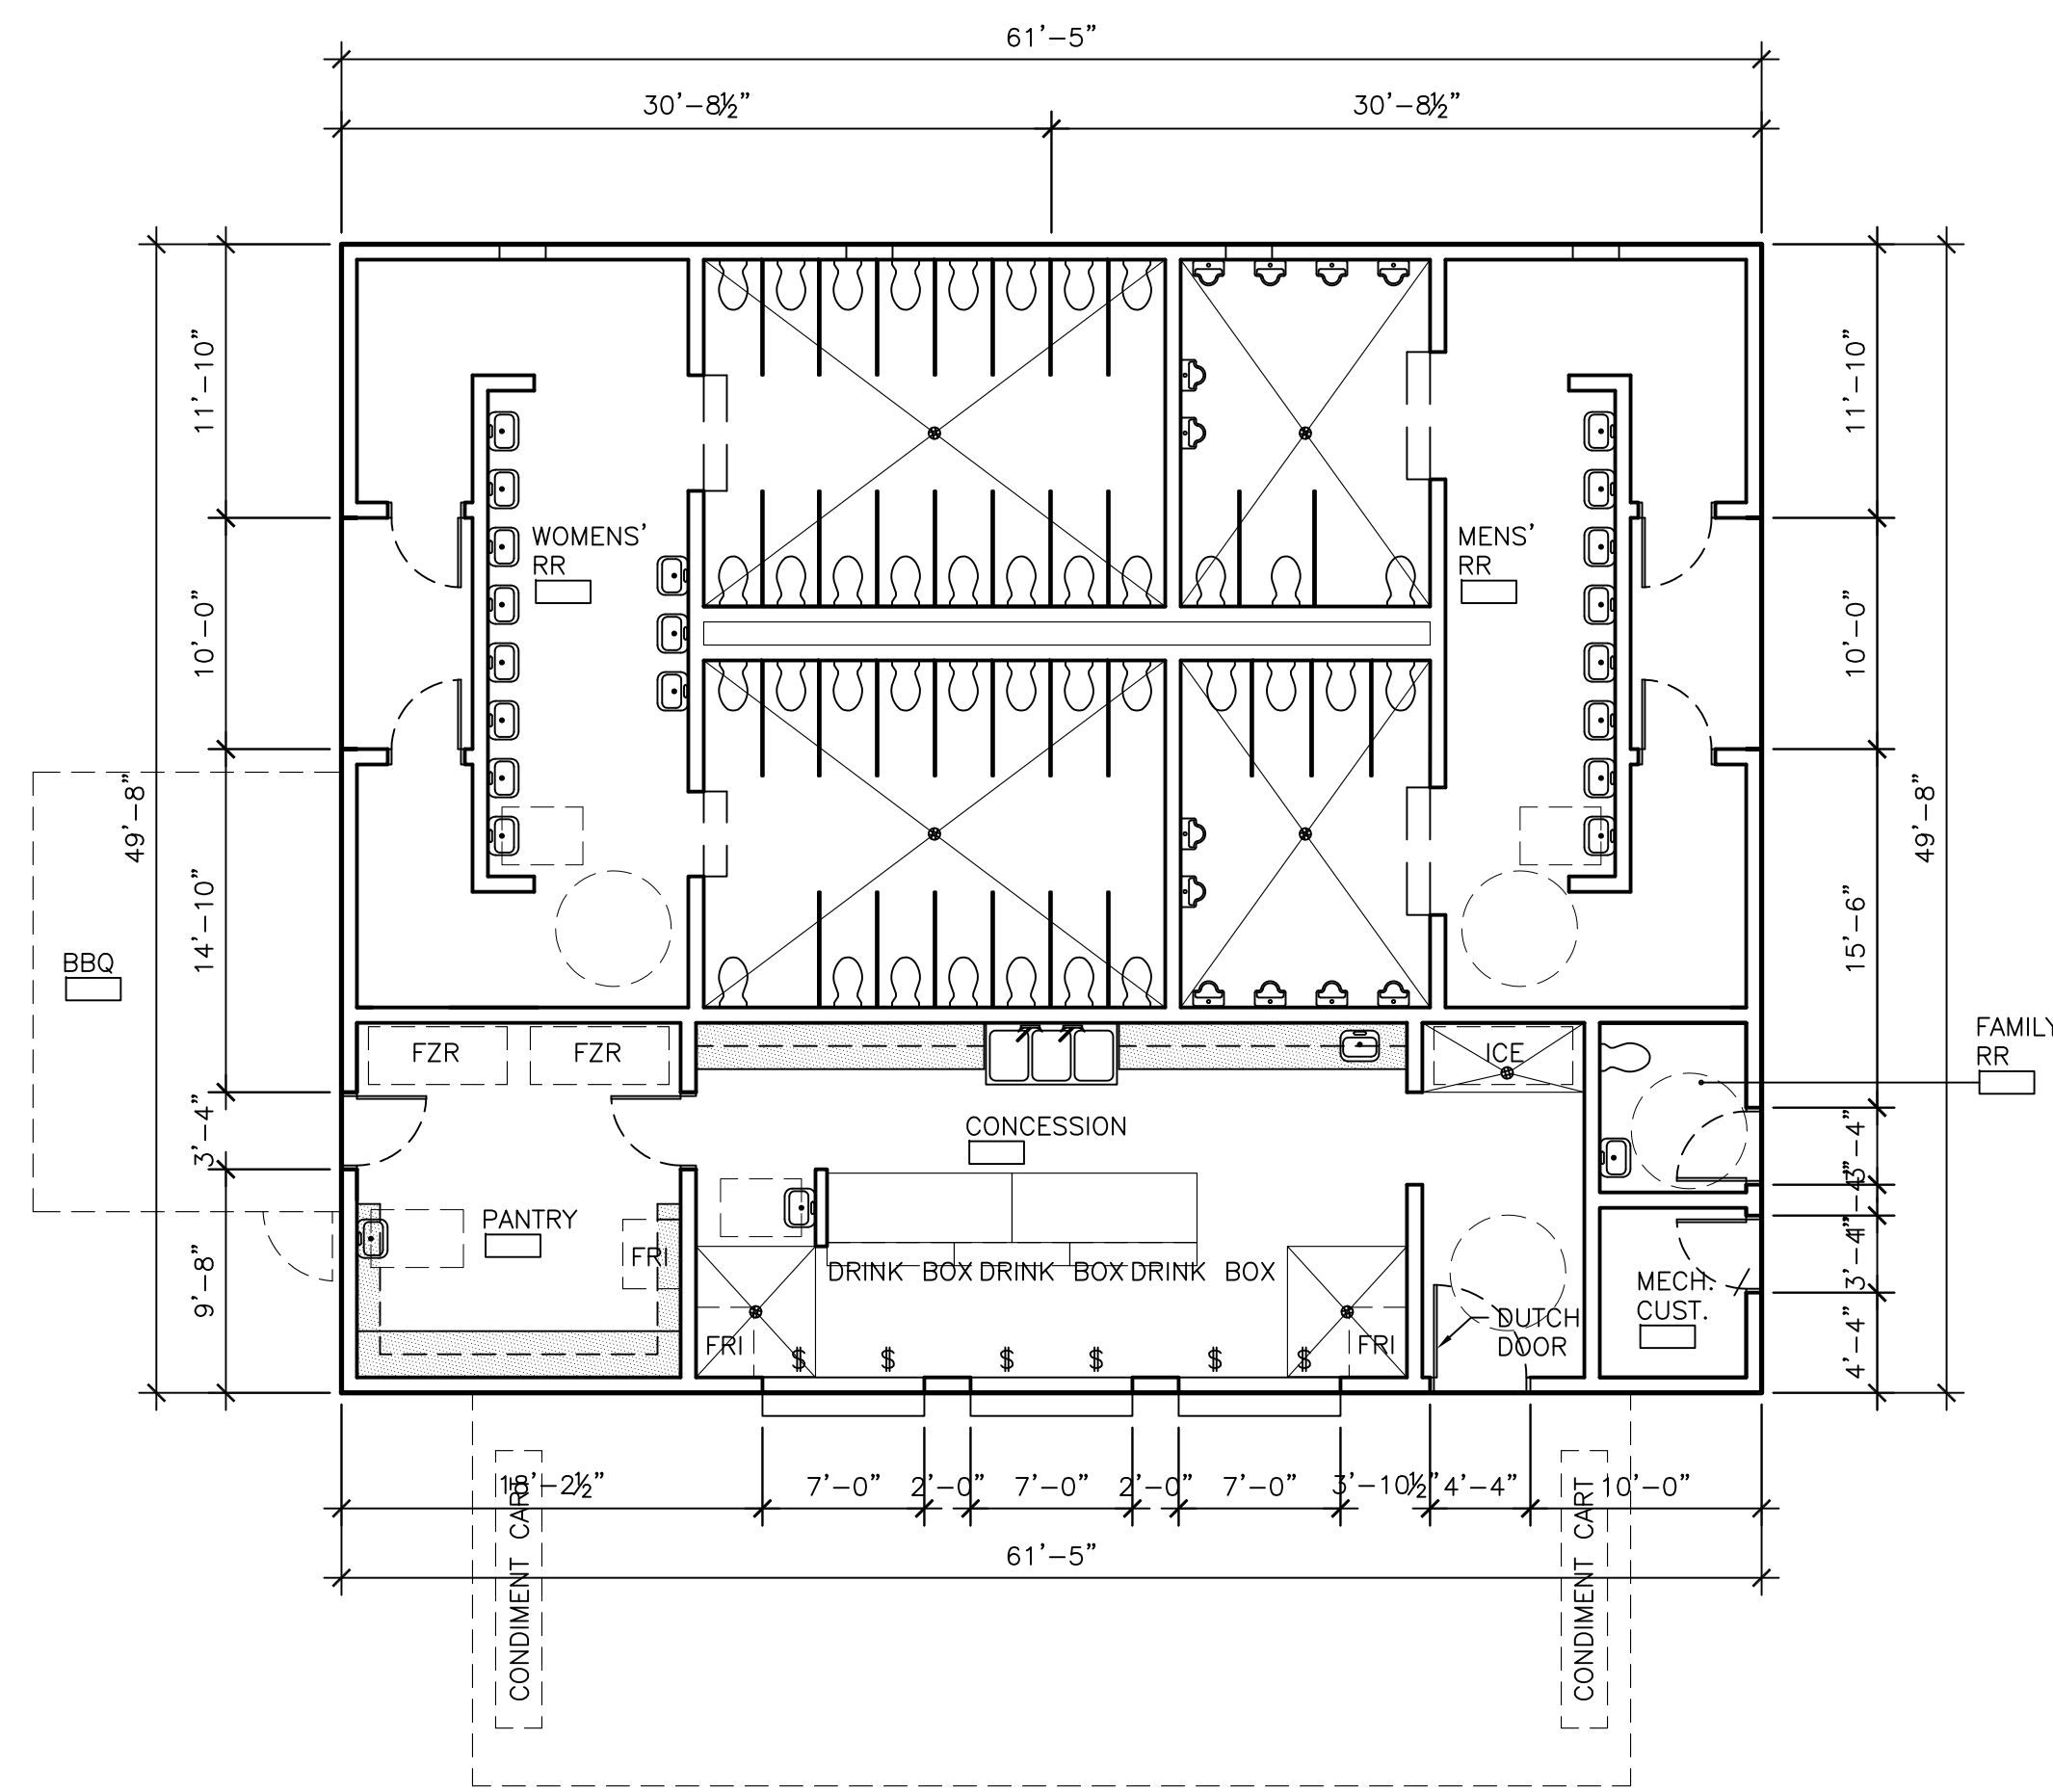 61'-5"
30'-8½"
30'-8½"
11'-10"
11'-10"
WOMENS'
RR
MENS'
RR
10'-0"
10'-0"
49'-8"
49'-8"
14'-10"
15'-6"
BBQ
FZR
FZR
ICE
FAMILY
RR
CONCESSION
3'-4"
3'-4"
PANTRY
FRI
DRINK BOX
DRINK BOX
DRINK BOX
3'-4"
MECH.
CUST.
9'-8"
DUTCH
DOOR
FRI
FRI
$ $ $ $ $ $
4'-4"
18'-2½"
7'-0"
2'-0"
7'-0"
2'-0"
7'-0"
3'-10½"
4'-4"
10'-0"
61'-5"
CONDIMENT CART
CONDIMENT CART